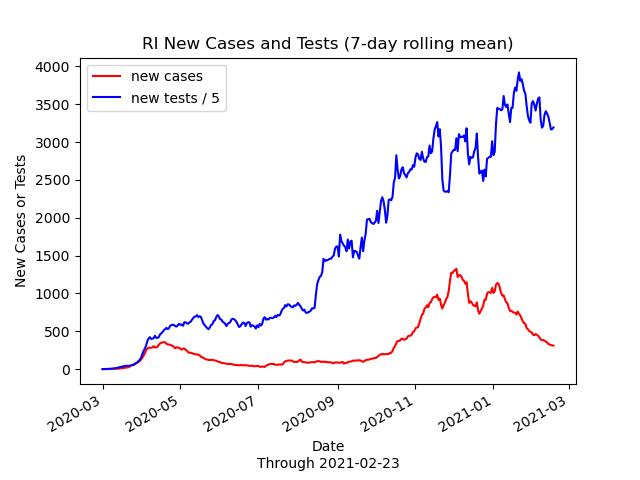 RI New Cases and Tests (7-day rolling mean)
new cases
new tests / 5
4000
3500
3000
2500
2000
1500
1000
500
0
New Cases or Tests
2020-03
2020-05
2020-07
2020-09
2020-11
2021-01
2021-03
Date
Through 2021-02-23